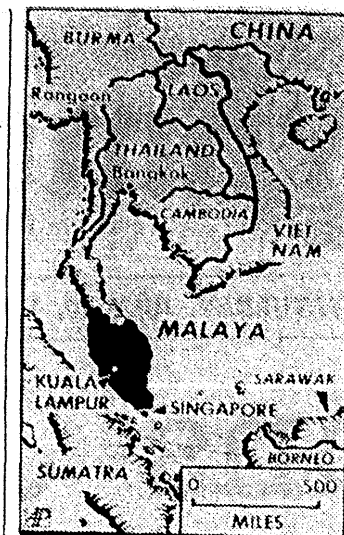 BURMA
CHINA
Rangoon
LAOS
THAILAND
Bangkok
CAMBODIA
VIET
NAM
MALAYA
KUALA
LAMPUR
SINGAPORE
SARAWAK
BORNEO
SUMATRA
0 500
MILES
AP